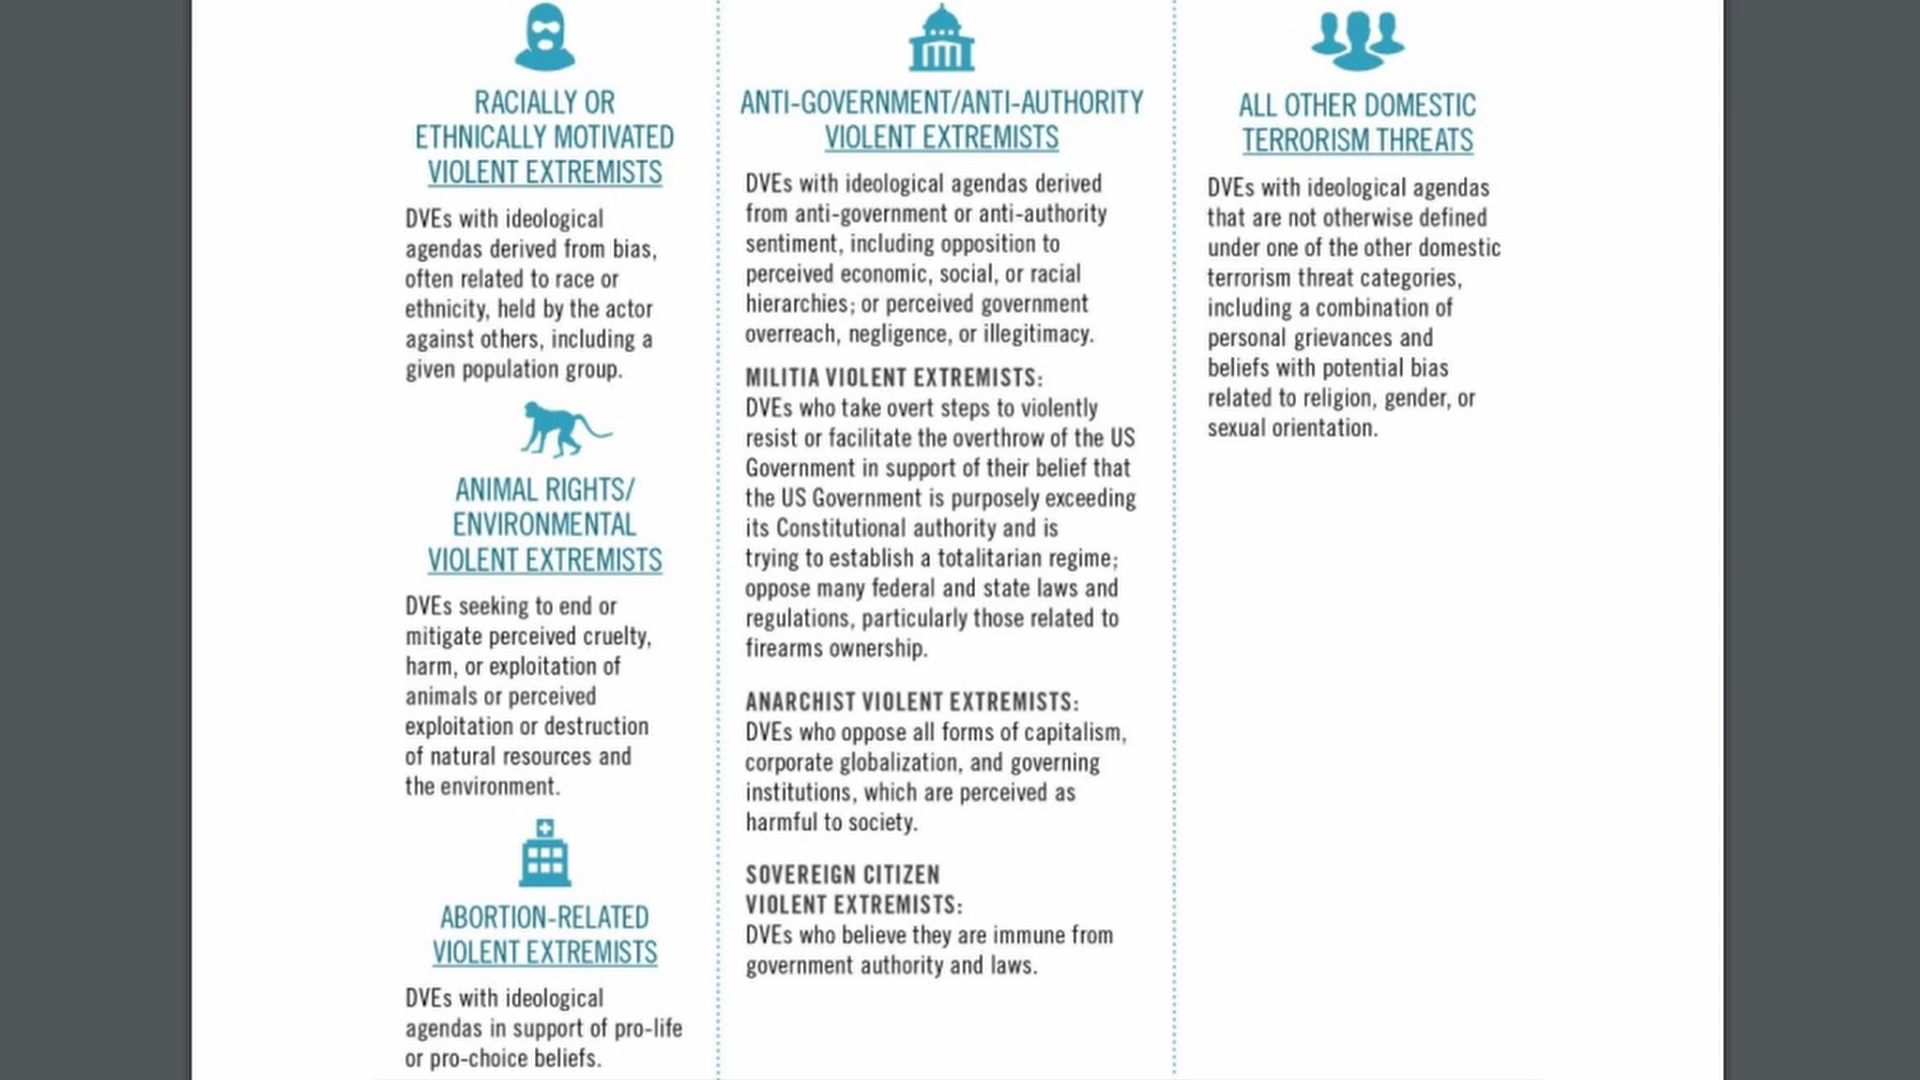 RACIALLY OR
ETHNICALLY MOTIVATED
VIOLENT EXTREMISTS
DVEs with ideological
agendas derived from bias,
often related to race or
ethnicity, held by the actor
against others, including a
given population group.
ANIMAL RIGHTS/
ENVIRONMENTAL
VIOLENT EXTREMISTS
DVEs seeking to end or
mitigate perceived cruelty,
harm, or exploitation of
animals or perceived
exploitation or destruction
of natural resources and
the environment.
ABORTION-RELATED
VIOLENT EXTREMISTS
DVEs with ideological
agendas in support of pro-life
or pro-choice beliefs.
ANTI-GOVERNMENT/ANTI-AUTHORITY
VIOLENT EXTREMISTS
DVEs with ideological agendas derived
from anti-government or anti-authority
sentiment, including opposition to
perceived economic, social, or racial
hierarchies; or perceived government
overreach, negligence, or illegitimacy.
MILITIA VIOLENT EXTREMISTS:
DVEs who take overt steps to violently
resist or facilitate the overthrow of the US
Government in support of their belief that
the US Government is purposely exceeding
its Constitutional authority and is
trying to establish a totalitarian regime;
oppose many federal and state laws and
regulations, particularly those related to
firearms ownership.
ANARCHIST VIOLENT EXTREMISTS:
DVEs who oppose all forms of capitalism,
corporate globalization, and governing
institutions, which are perceived as
harmful to society.
SOVEREIGN CITIZEN
VIOLENT EXTREMISTS:
DVEs who believe they are immune from
government authority and laws.
ALL OTHER DOMESTIC
TERRORISM THREATS
DVEs with ideological agendas
that are not otherwise defined
under one of the other domestic
terrorism threat categories,
including a combination of
personal grievances and
beliefs with potential bias
related to religion, gender, or
sexual orientation.